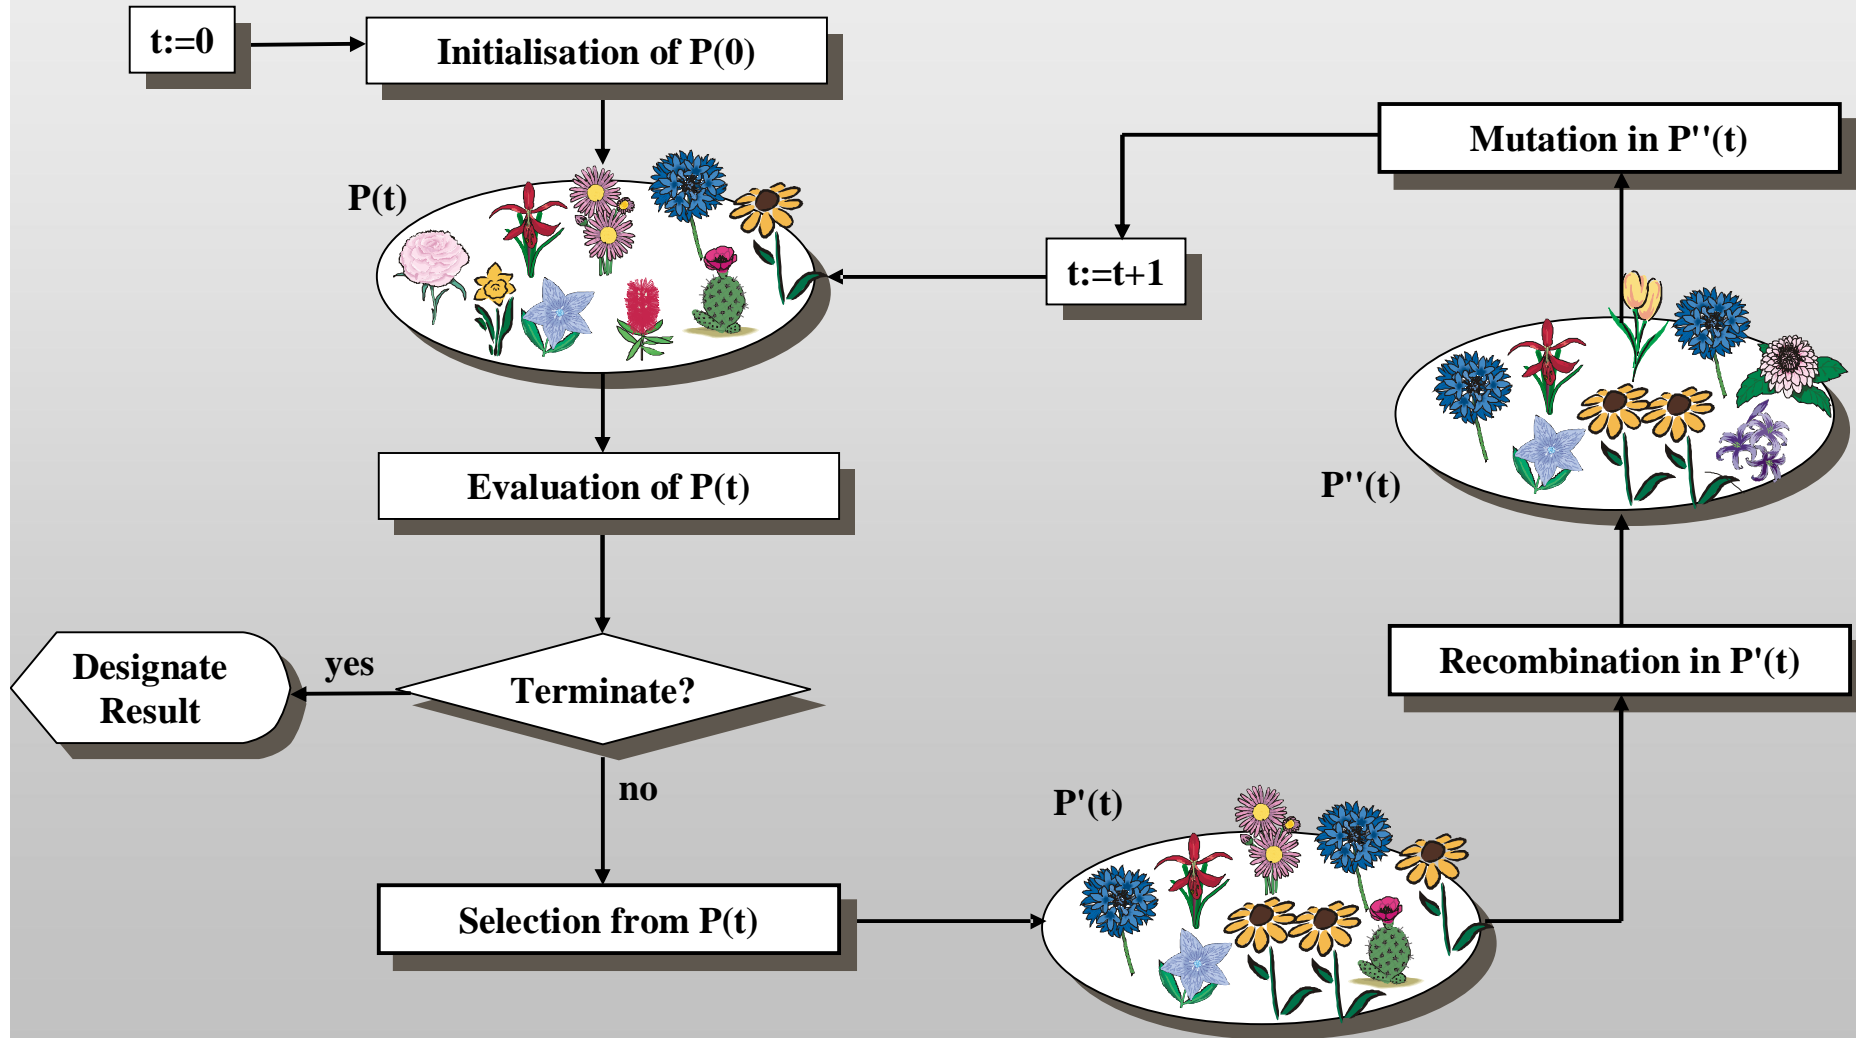 t:=0
Initialisation of P(0)
P(t)
Evaluation of P(t)
Terminate?
yes
Designate
Result
no
Selection from P(t)
P'(t)
Recombination in P'(t)
P''(t)
Mutation in P''(t)
t:=t+1